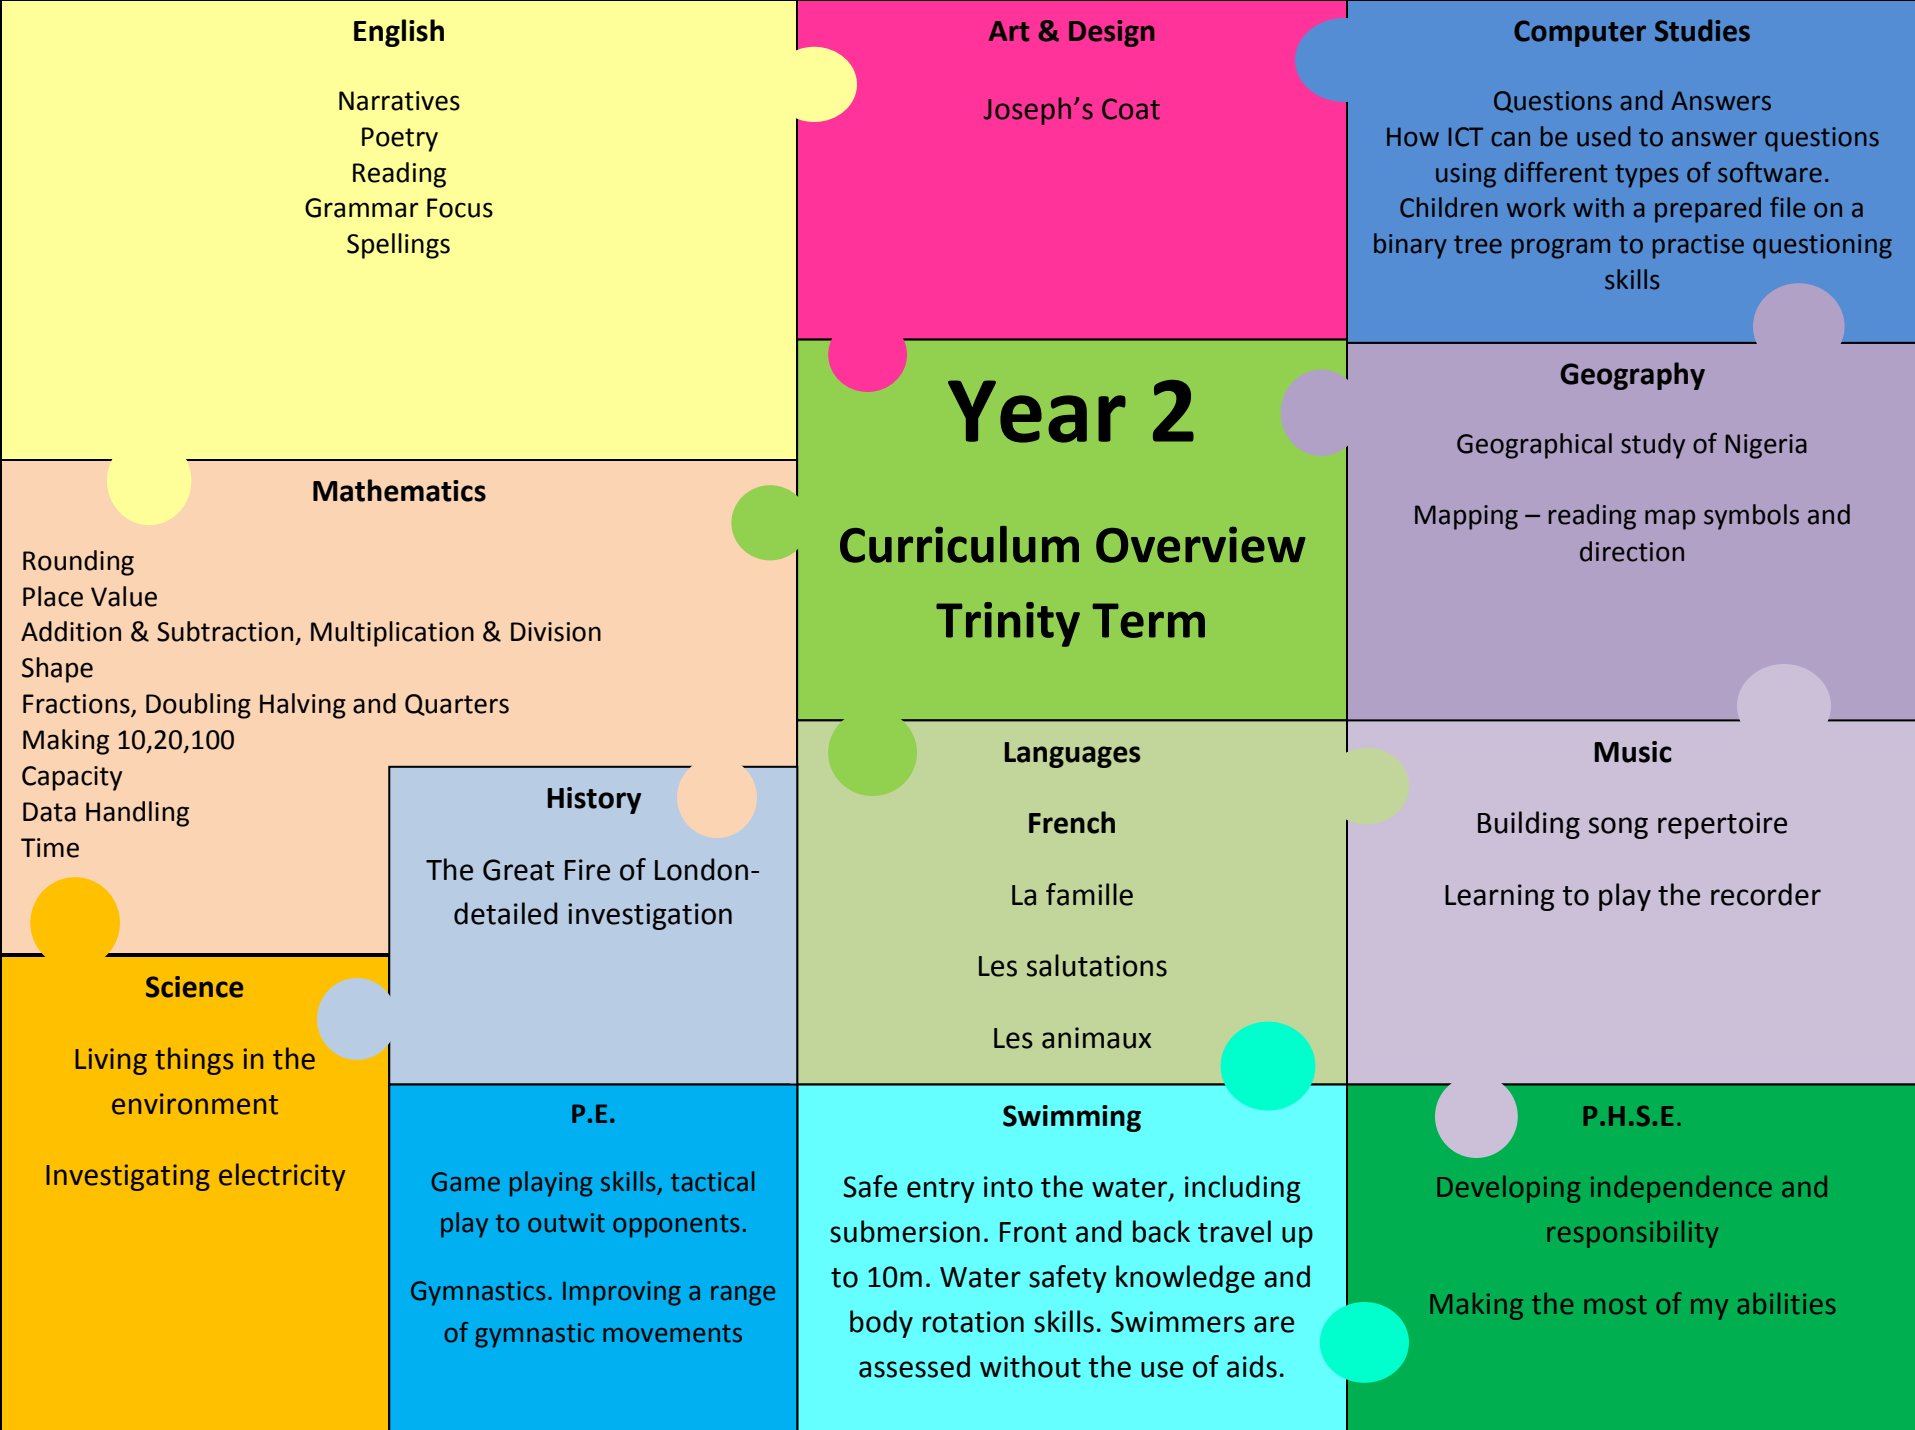 English
Narratives
Poetry
Reading
Grammar Focus
Spellings
Art & Design
Joseph's Coat
Computer Studies
Questions and Answers
How ICT can be used to answer questions
using different types of software.
Children work with a prepared file on a
binary tree program to practise questioning
skills
Year 2
Curriculum Overview
Trinity Term
Geography
Geographical study of Nigeria
Mapping – reading map symbols and
direction
Mathematics
Rounding
Place Value
Addition & Subtraction, Multiplication & Division
Shape
Fractions, Doubling Halving and Quarters
Making 10,20,100
Capacity
Data Handling
Time
History
The Great Fire of London-
detailed investigation
Languages
French
La famille
Les salutations
Les animaux
Music
Building song repertoire
Learning to play the recorder
Science
Living things in the
environment
Investigating electricity
P.E.
Game playing skills, tactical
play to outwit opponents.
Gymnastics. Improving a range
of gymnastic movements
Swimming
Safe entry into the water, including
submersion. Front and back travel up
to 10m. Water safety knowledge and
body rotation skills. Swimmers are
assessed without the use of aids.
P.H.S.E.
Developing independence and
responsibility
Making the most of my abilities